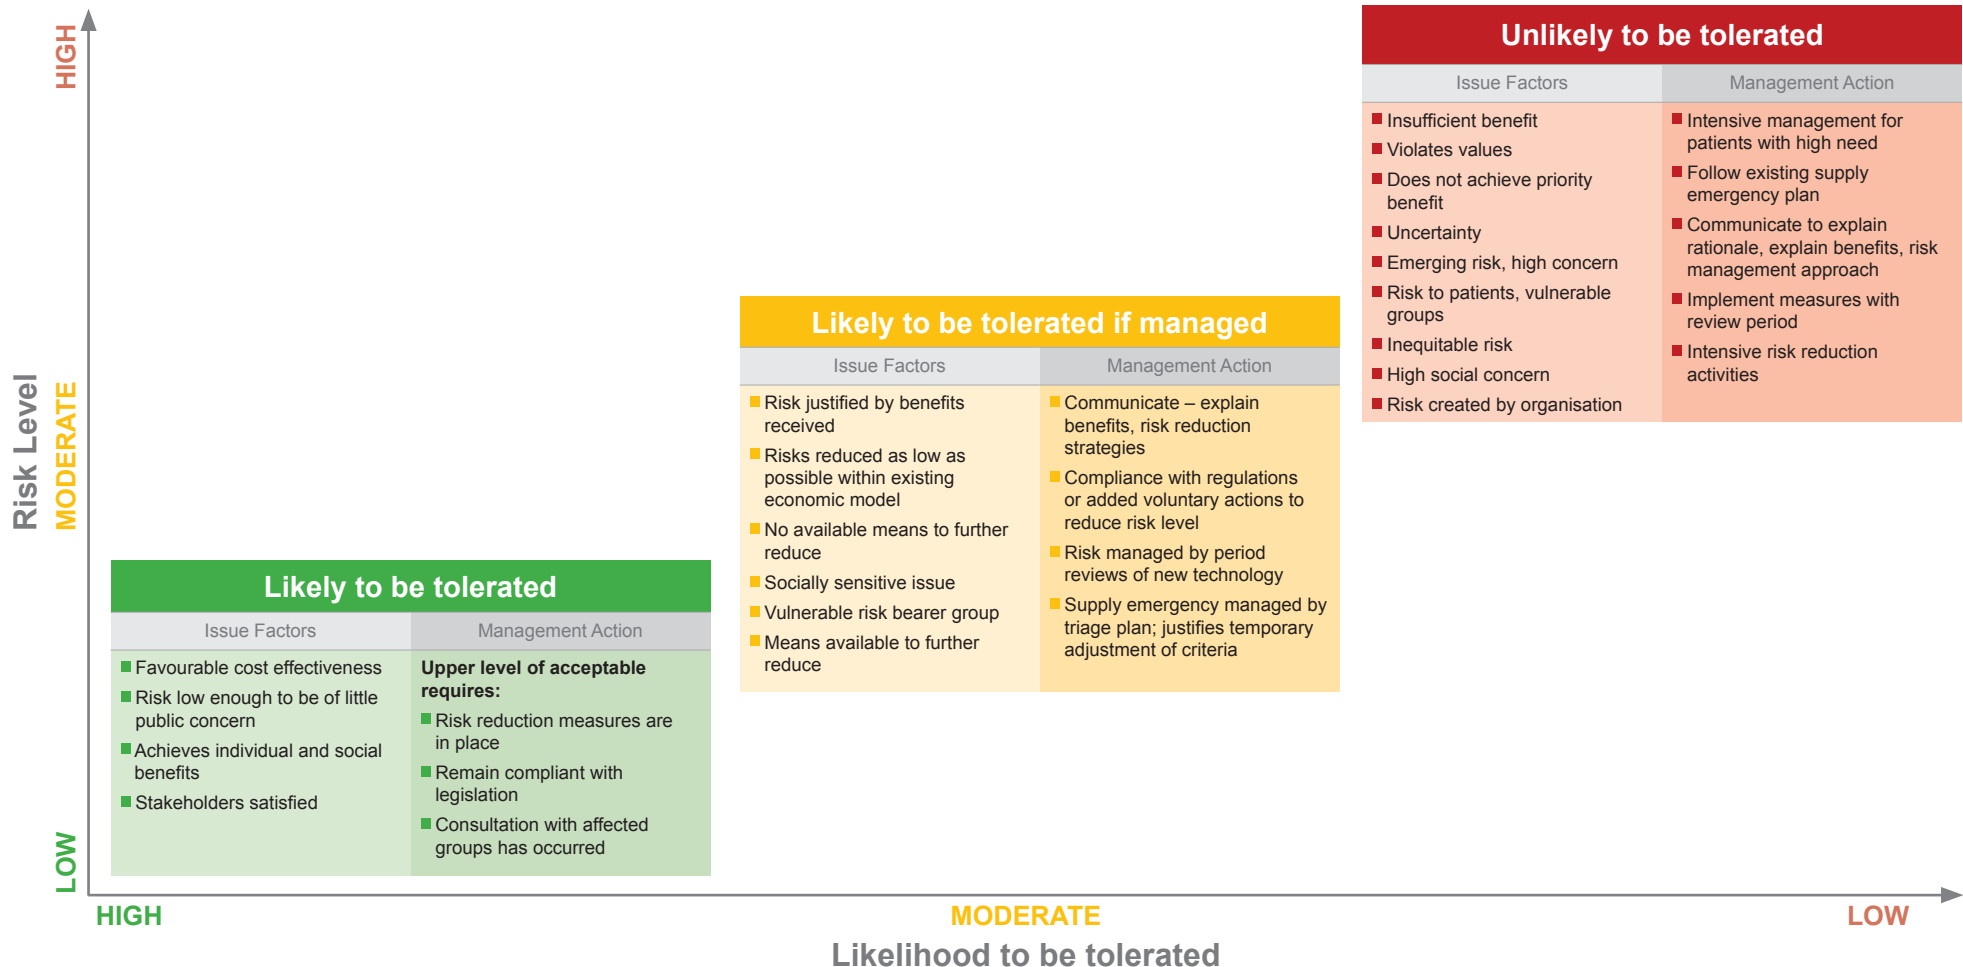 Risk Level
HIGH
MODERATE
LOW
Unlikely to be tolerated
Issue Factors
Insufficient benefit
Violates values
Does not achieve priority
benefit
Uncertainty
Emerging risk, high concern
Risk to patients, vulnerable
groups
Inequitable risk
High social concern
Risk created by organisation
Management Action
Intensive management for
patients with high need
Follow existing supply
emergency plan
Communicate to explain
rationale, explain benefits, risk
management approach
Implement measures with
review period
Intensive risk reduction
activities
Likely to be tolerated if managed
Issue Factors
Risk justified by benefits
received
Risks reduced as low as
possible within existing
economic model
No available means to further
reduce
Socially sensitive issue
Vulnerable risk bearer group
Means available to further
reduce
Management Action
Communicate – explain
benefits, risk reduction
strategies
Compliance with regulations
or added voluntary actions to
reduce risk level
Risk managed by period
reviews of new technology
Supply emergency managed by
triage plan; justifies temporary
adjustment of criteria
Likely to be tolerated
Issue Factors
Favourable cost effectiveness
Risk low enough to be of little
public concern
Achieves individual and social
benefits
Stakeholders satisfied
Management Action
Upper level of acceptable
requires:
Risk reduction measures are
in place
Remain compliant with
legislation
Consultation with affected
groups has occurred
HIGH
MODERATE
LOW
Likelihood to be tolerated